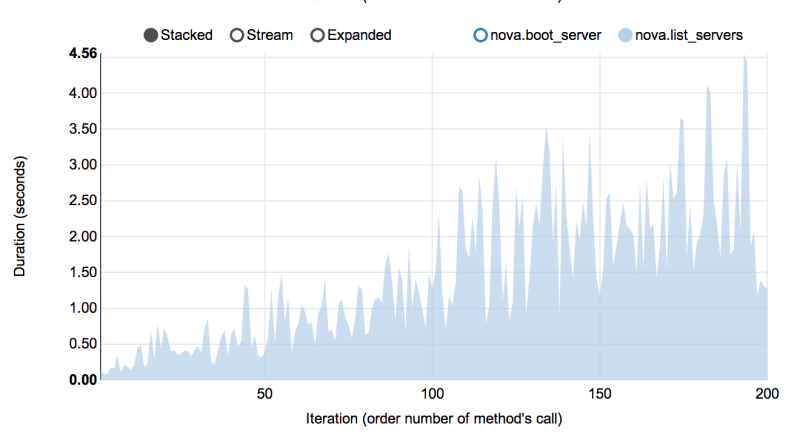 Stacked Stream Expanded nova.boot_server nova.list_servers
4.56
4.00
3.50
3.00
2.50
2.00
1.50
1.00
0.50
0.00
Duration (seconds)
50 100 150 200
Iteration (order number of method's call)